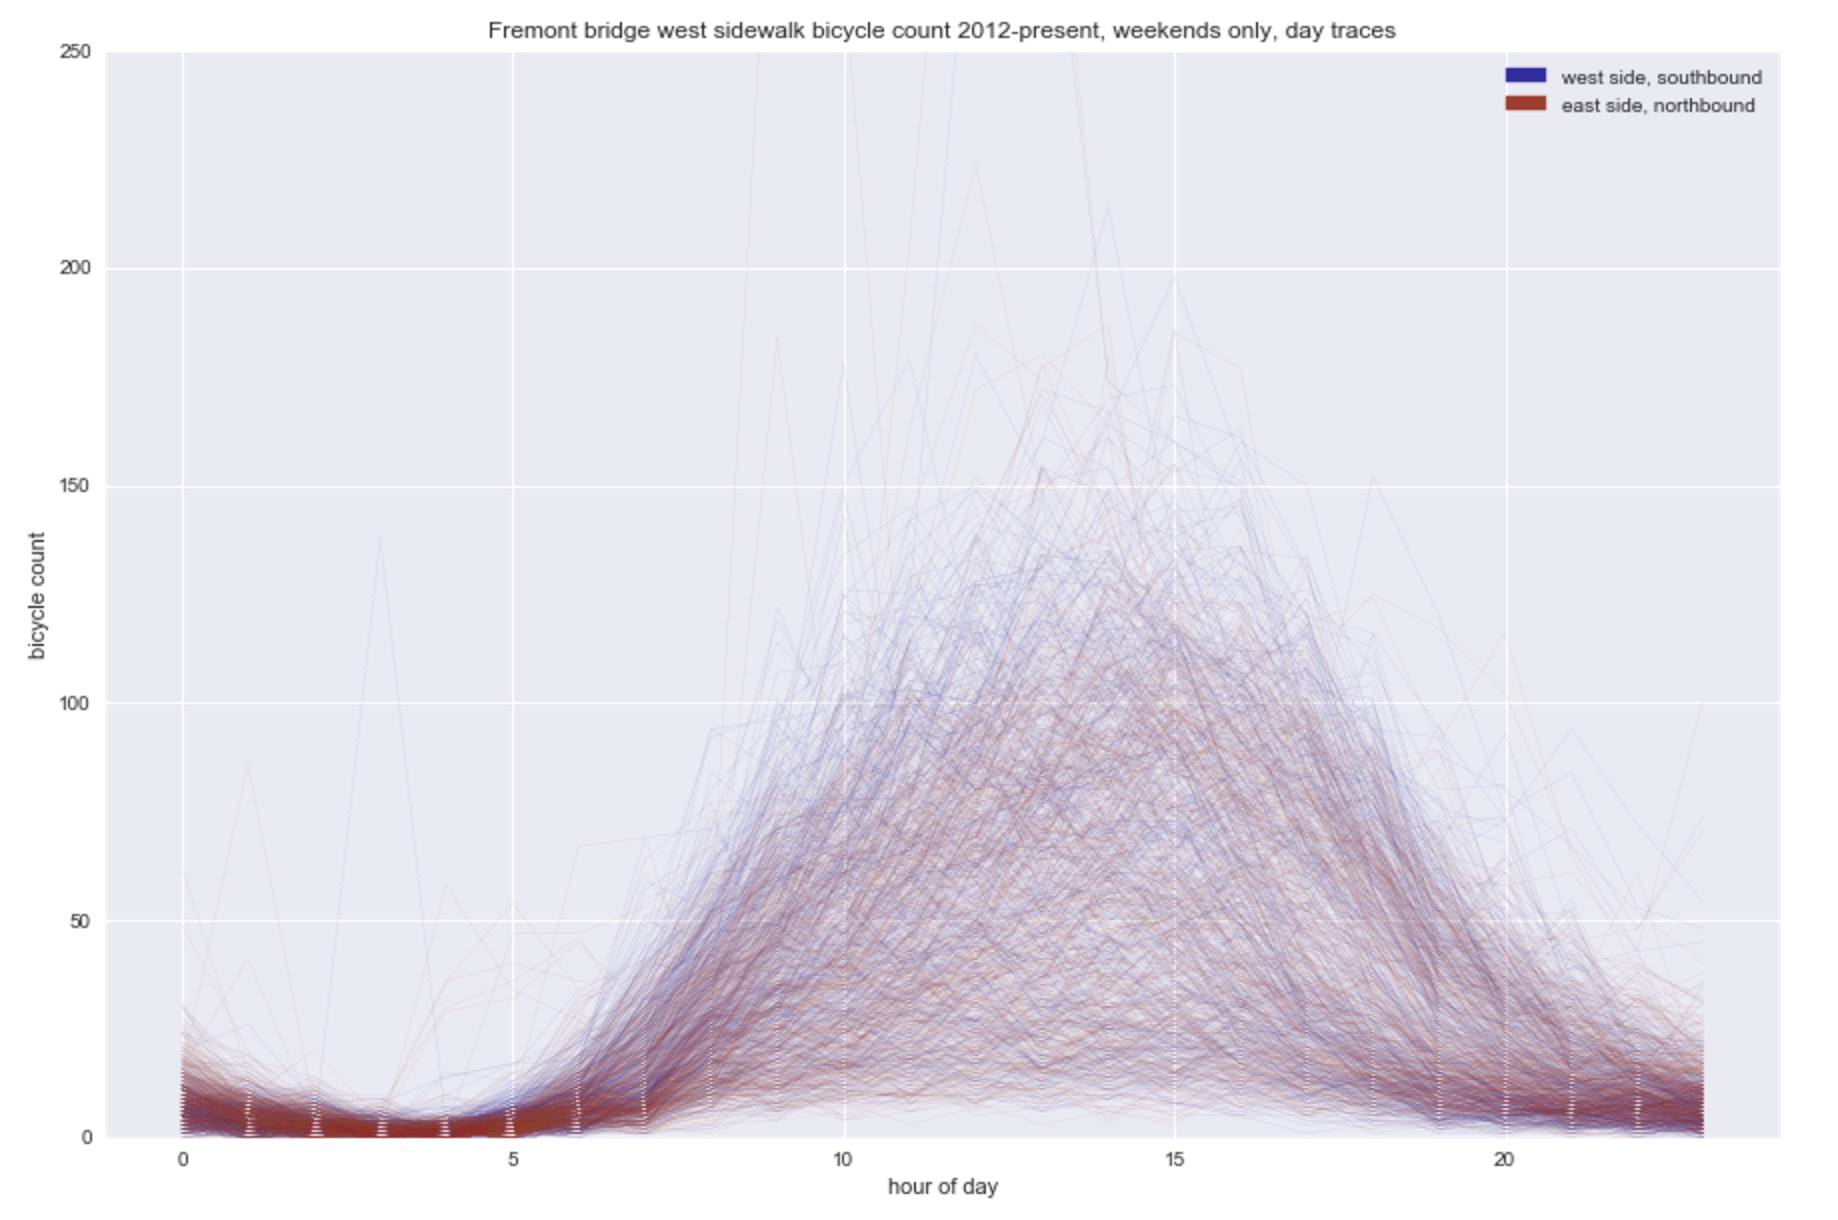 Fremont bridge west sidewalk bicycle count 2012-present, weekends only, day traces
250
200
150
100
50
0
bicycle count
west side, southbound
east side, northbound
0 5 10 15 20
hour of day